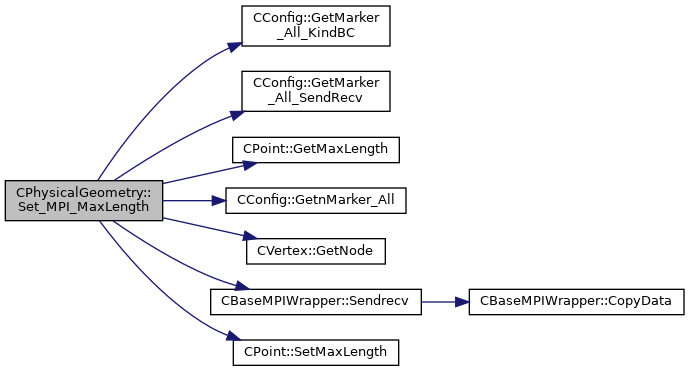 CPhysicalGeometry::
Set_MPI_MaxLength
CConfig::GetMarker
_All_KindBC
CConfig::GetMarker
_All_SendRecv
CPoint::GetMaxLength
CConfig::GetnMarker_All
CVertex::GetNode
CBaseMPIWrapper::Sendrecv
CBaseMPIWrapper::CopyData
CPoint::SetMaxLength